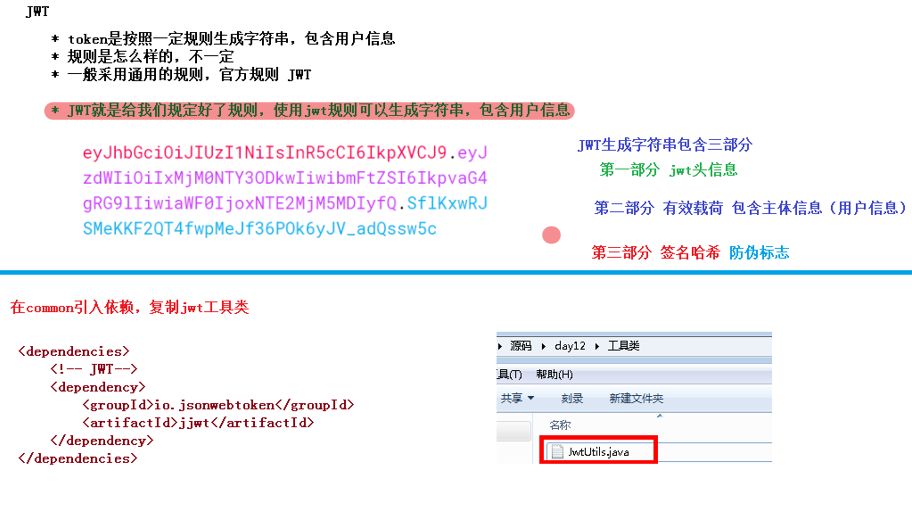 JWT
* token是按照一定规则生成字符串，包含用户信息
* 规则是怎么样的，不一定
* 一般采用通用的规则，官方规则 JWT
* JWT就是给我们规定好了规则，使用jwt规则可以生成字符串，包含用户信息
eyJhbGciOiJIUzI1NiIsInR5cCI6IkpXVCJ9.eyJ
zdWIiOiIxMjM0NTY3ODkwIiwibmFtZSI6IkpvaG4
gRG9lIiwiaWF0IjoxNTE2MjM5MDIyfQ.SflKxwRJ
SMeKKF2QT4fwpMeJf36POk6yJV_adQssw5c
JWT生成字符串包含三部分
第一部分 jwt头信息
第二部分 有效载荷 包含主体信息（用户信息）
第三部分 签名哈希 防伪标志
在common引入依赖，复制jwt工具类
<dependencies>
<!-- JWT-->
<dependency>
<groupId>io.jsonwebtoken</groupId>
<artifactId>jjwt</artifactId>
</dependency>
</dependencies>
源码 day12 工具类
具(T) 帮助(H)
共享 刻录 新建文件夹
名称
JwtUtils.java